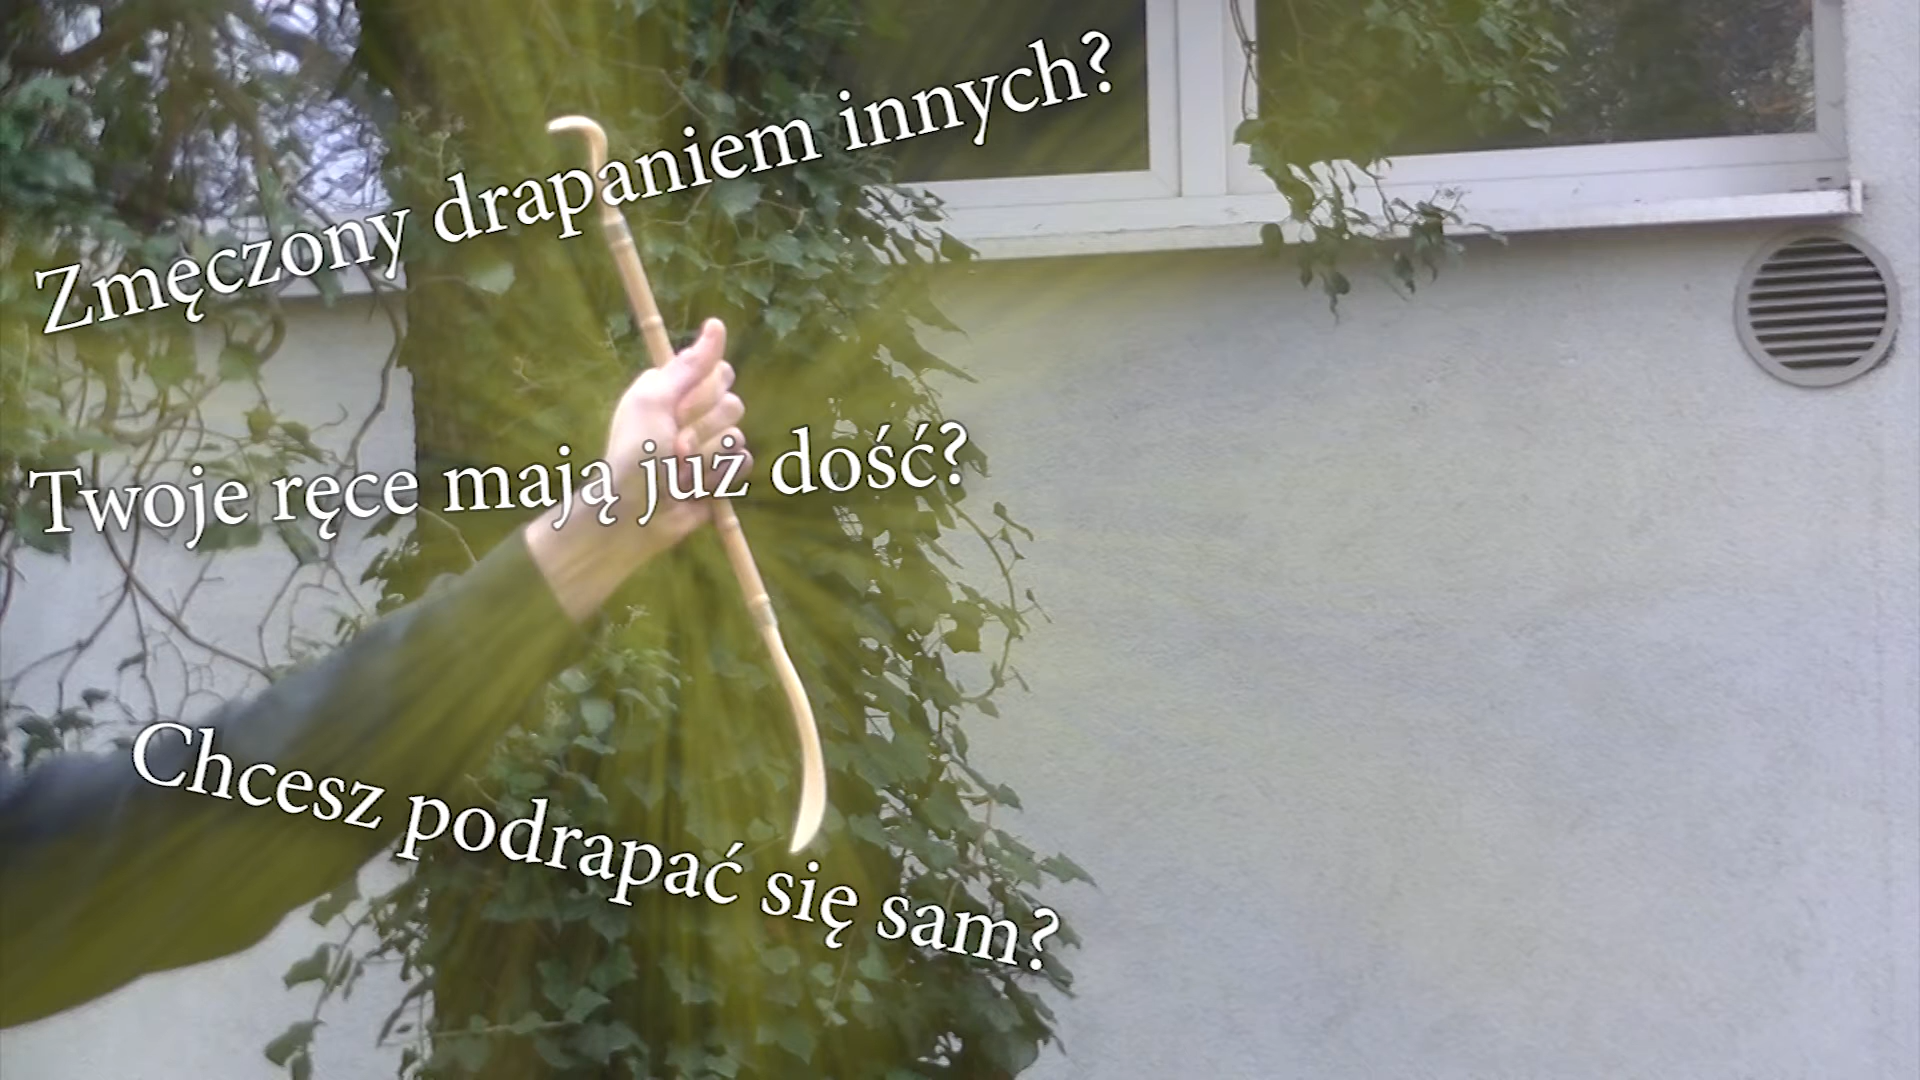 Zmęczony drapaniem innych?
Twoje ręce mają już dość?
Chcesz podrapać się sam?